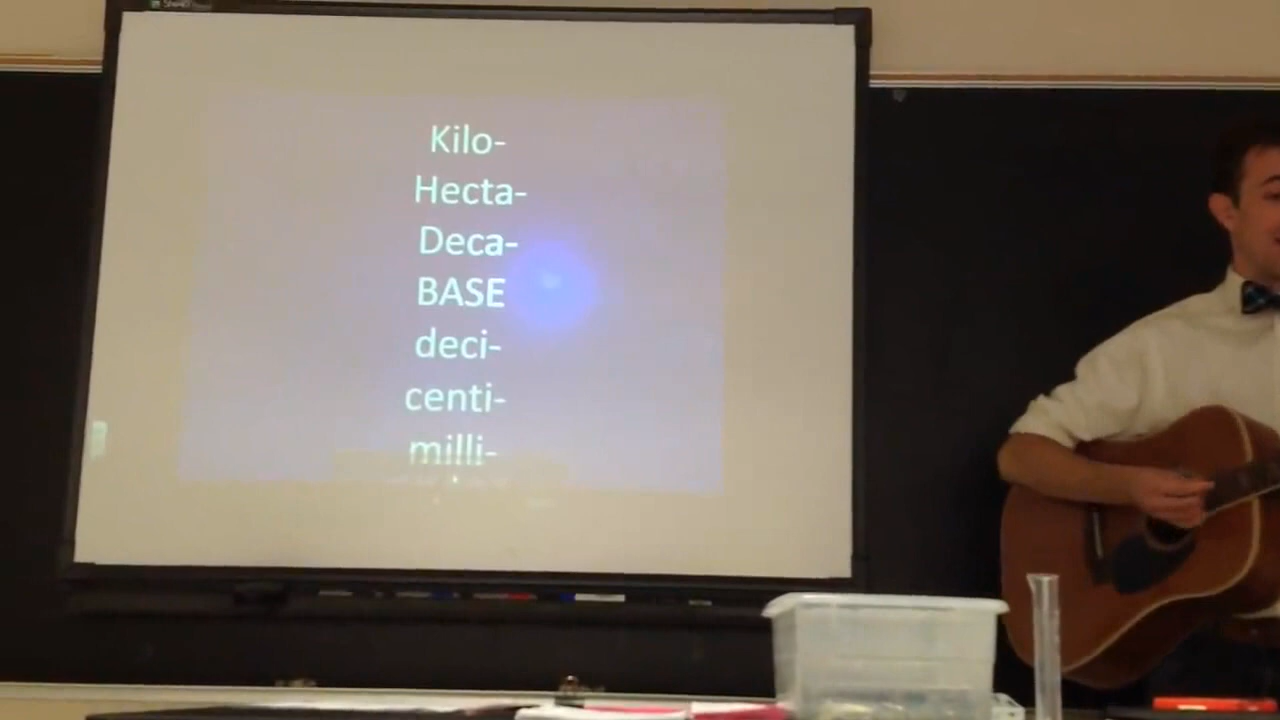 Kilo-
Hecta-
Deca-
BASE
deci-
centi-
milli-